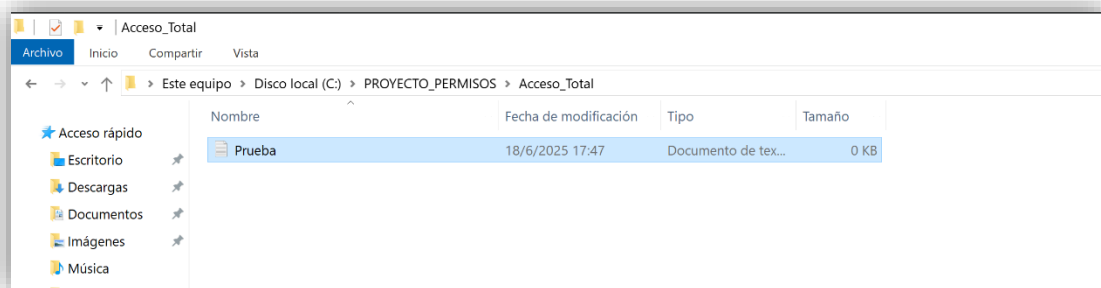 Acceso_Total
Archivo Inicio Compartir Vista
Este equipo > Disco local (C:) > PROYECTO_PERMISOS > Acceso_Total
Nombre Fecha de modificación Tipo Tamaño
Acceso rápido
Prueba 18/6/2025 17:47 Documento de tex... 0 KB
Escritorio
Descargas
Documentos
Imágenes
Música